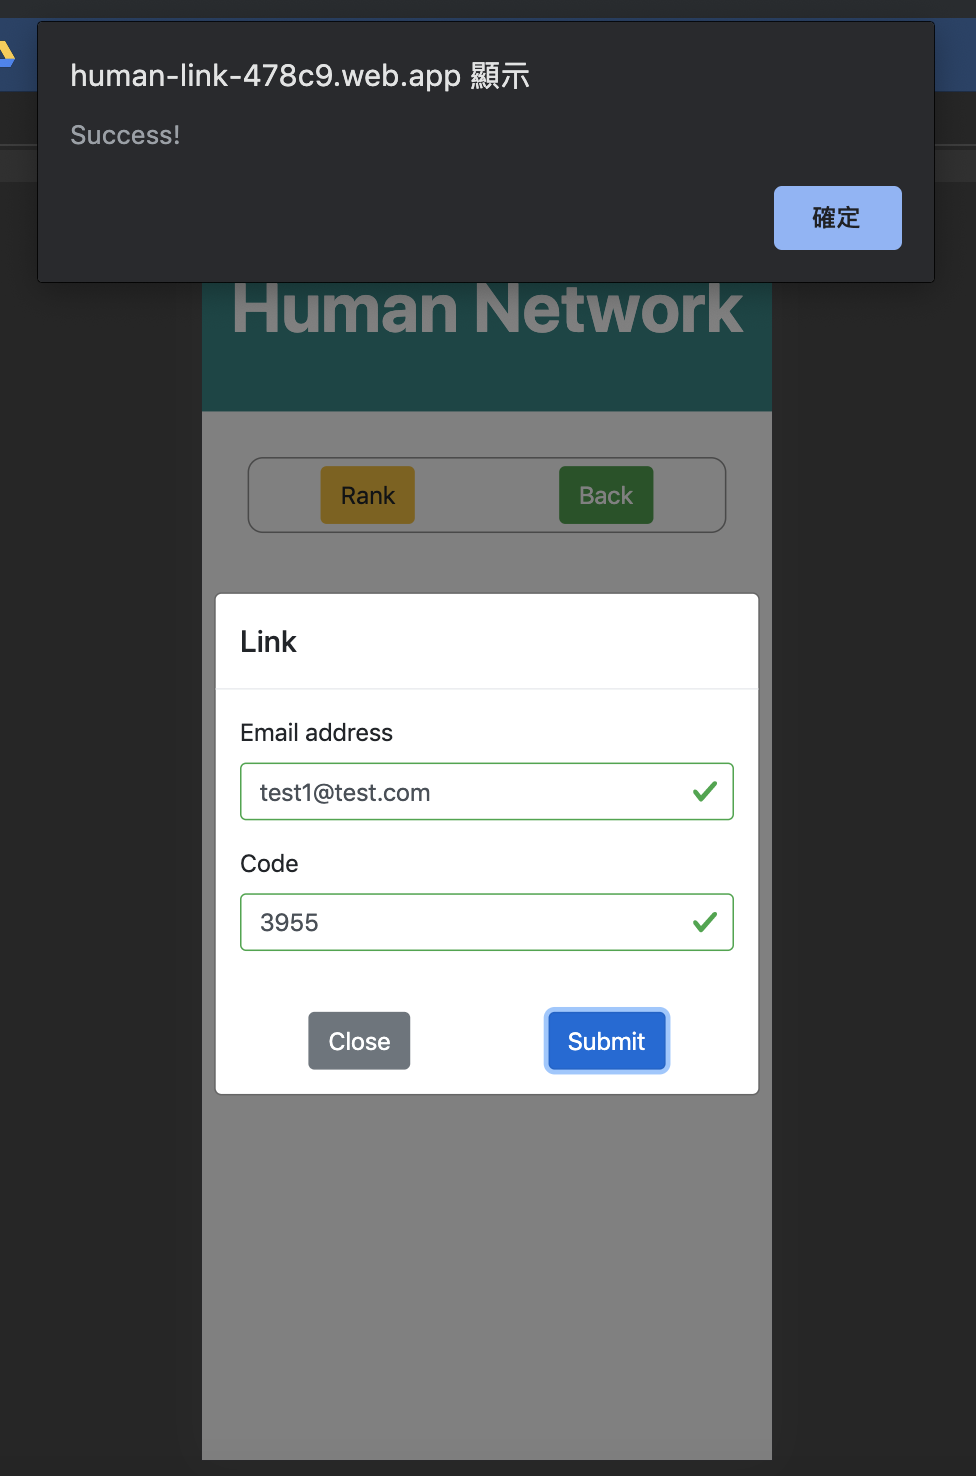 human-link-478c9.web.app 顯示
Success!
確定
Human Network
Rank
Back
Link
Email address
test1@test.com
Code
3955
Close
Submit